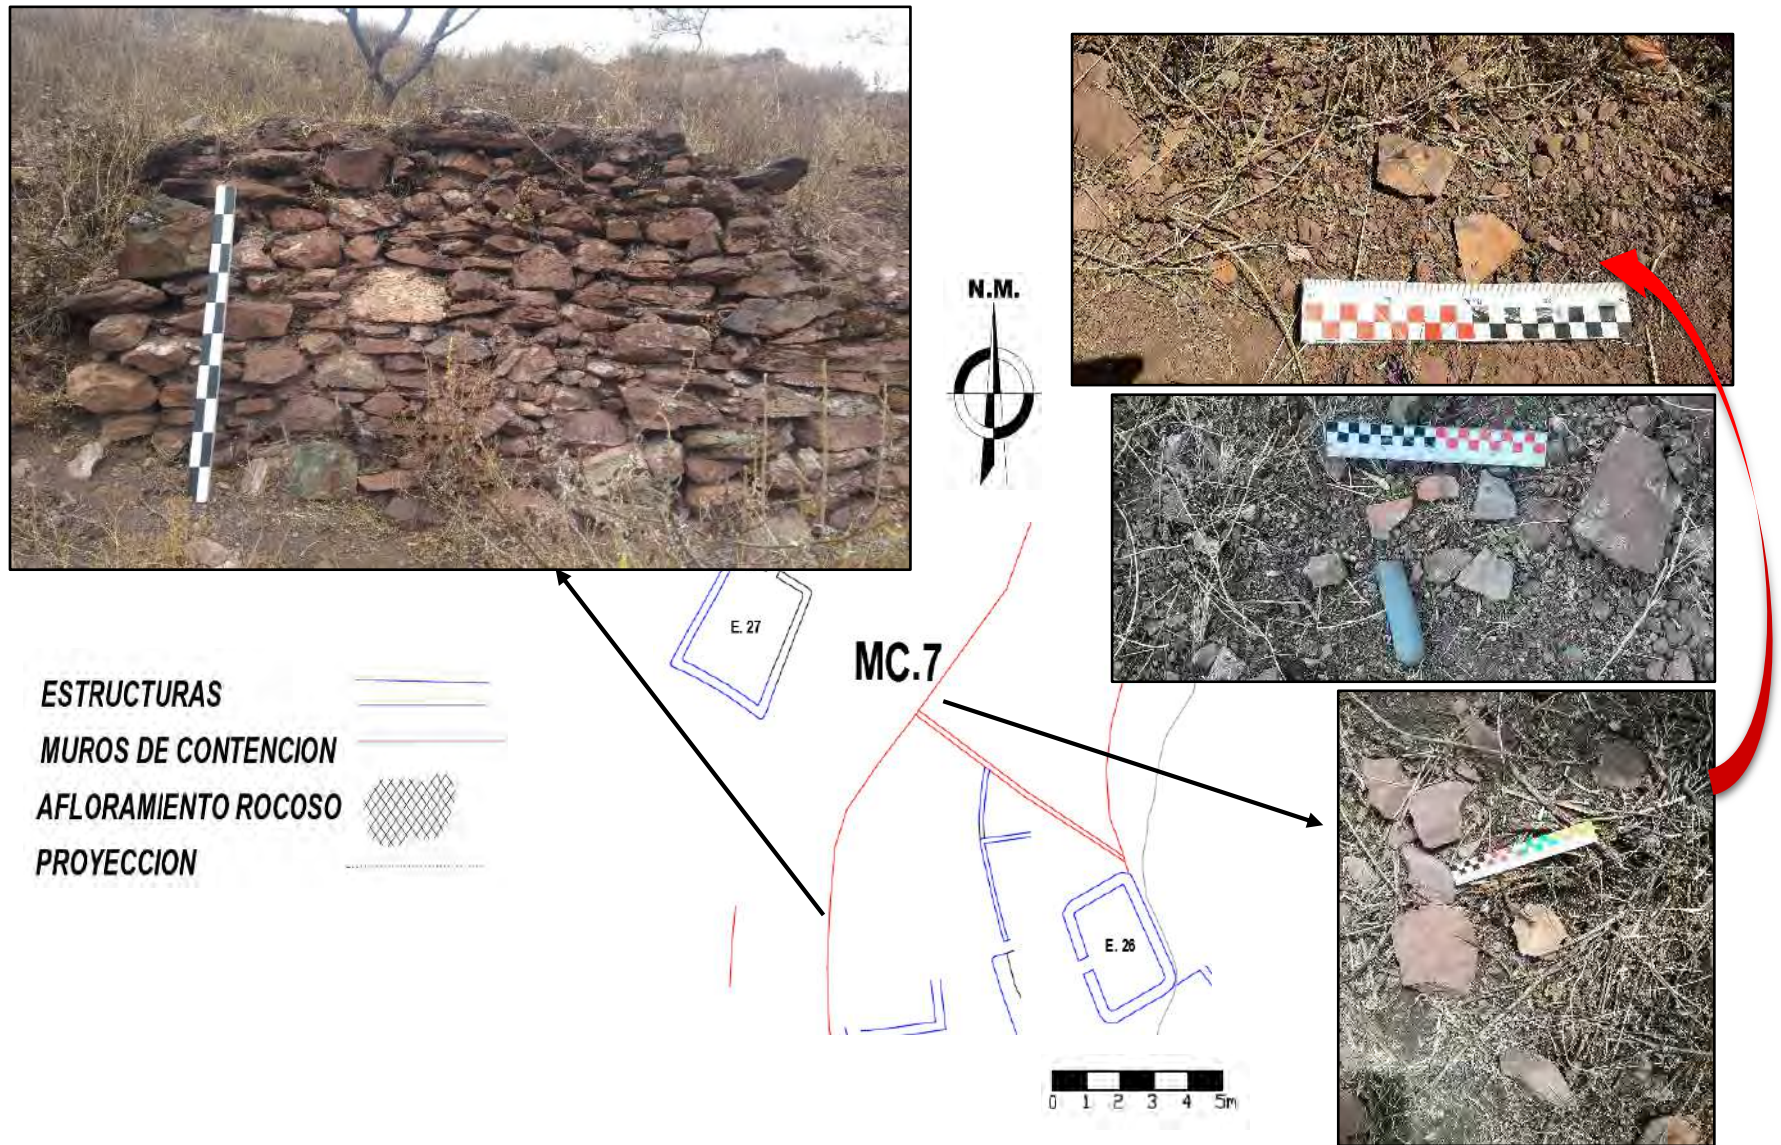 N.M.
E. 27
MC.7
ESTRUCTURAS
MUROS DE CONTENCION
AFLORAMIENTO ROCOSO
PROYECCION
E. 26
0 1 2 3 4 5m